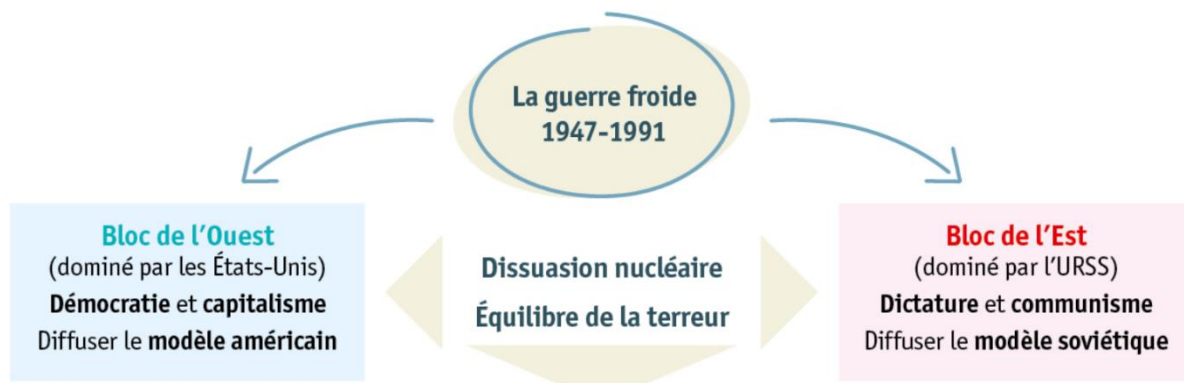 La guerre froide
1947-1991
Bloc de l'Ouest
(dominé par les États-Unis)
Démocratie et capitalisme
Diffuser le modèle américain
Dissuasion nucléaire
Équilibre de la terreur
Bloc de l'Est
(dominé par l'URSS)
Dictature et communisme
Diffuser le modèle soviétique